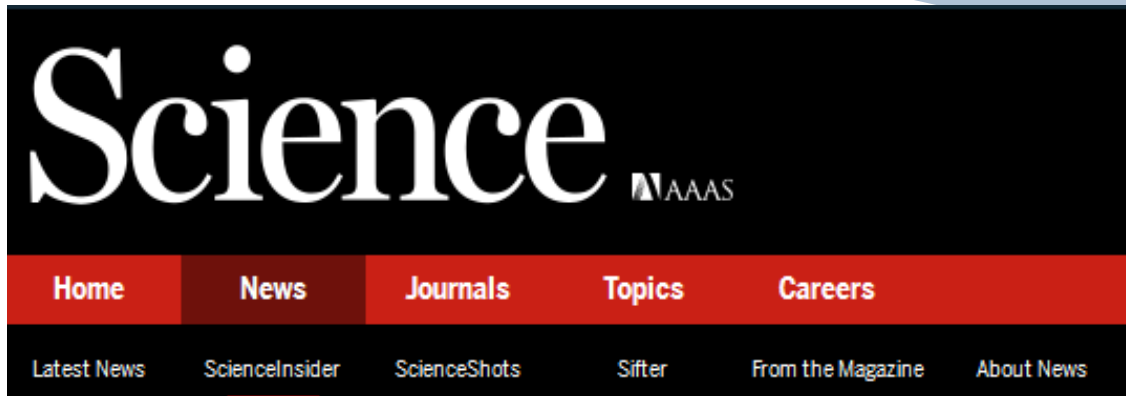 Science AAAS
Home News Journals Topics Careers
Latest News ScienceInsider ScienceShots Sifter From the Magazine About News